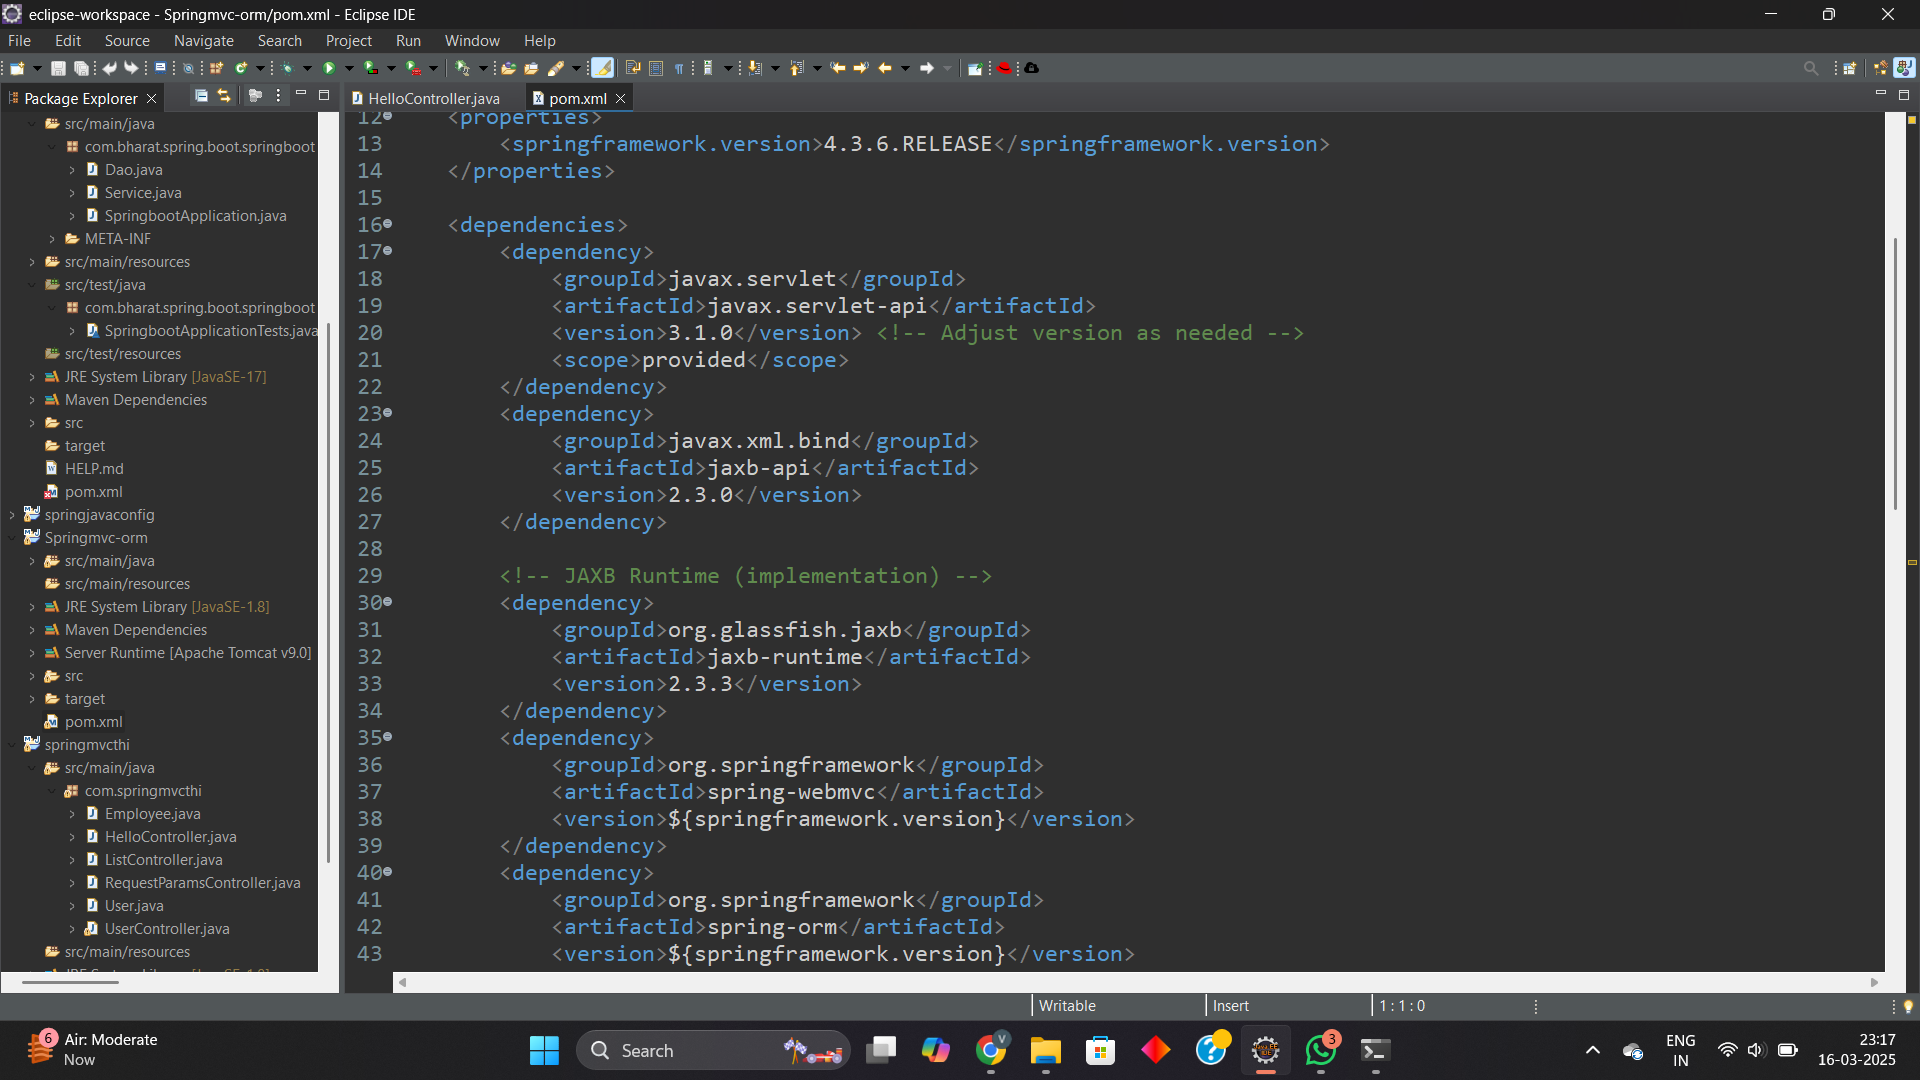 eclipse-workspace - Springmvc-orm/pom.xml - Eclipse IDE
File Edit Source Navigate Search Project Run Window Help
Package Explorer
HelloController.java
pom.xml
src/main/java
com.bharat.spring.boot.springboot
Dao.java
Service.java
SpringbootApplication.java
META-INF
src/main/resources
src/test/java
com.bharat.spring.boot.springboot
SpringbootApplicationTests.java
src/test/resources
JRE System Library [JavaSE-17]
Maven Dependencies
src
target
HELP.md
pom.xml
springjavaconfig
Springmvc-orm
src/main/java
src/main/resources
JRE System Library [JavaSE-1.8]
Maven Dependencies
Server Runtime [Apache Tomcat v9.0]
src
target
pom.xml
springmvcthi
src/main/java
com.springmvcthi
Employee.java
HelloController.java
ListController.java
RequestParamsController.java
User.java
UserController.java
src/main/resources
12 <properties>
13 <springframework.version>4.3.6.RELEASE</springframework.version>
14 </properties>
15
16 <dependencies>
17 <dependency>
18 <groupId>javax.servlet</groupId>
19 <artifactId>javax.servlet-api</artifactId>
20 <version>3.1.0</version> <!-- Adjust version as needed -->
21 <scope>provided</scope>
22 </dependency>
23 <dependency>
24 <groupId>javax.xml.bind</groupId>
25 <artifactId>jaxb-api</artifactId>
26 <version>2.3.0</version>
27 </dependency>
28
29 <!-- JAXB Runtime (implementation) -->
30 <dependency>
31 <groupId>org.glassfish.jaxb</groupId>
32 <artifactId>jaxb-runtime</artifactId>
33 <version>2.3.3</version>
34 </dependency>
35 <dependency>
36 <groupId>org.springframework</groupId>
37 <artifactId>spring-webmvc</artifactId>
38 <version>${springframework.version}</version>
39 </dependency>
40 <dependency>
41 <groupId>org.springframework</groupId>
42 <artifactId>spring-orm</artifactId>
43 <version>${springframework.version}</version>
Writable Insert 1 : 1 : 0
6
Air: Moderate
Now
Search
V
3
ENG
IN
23:17
16-03-2025